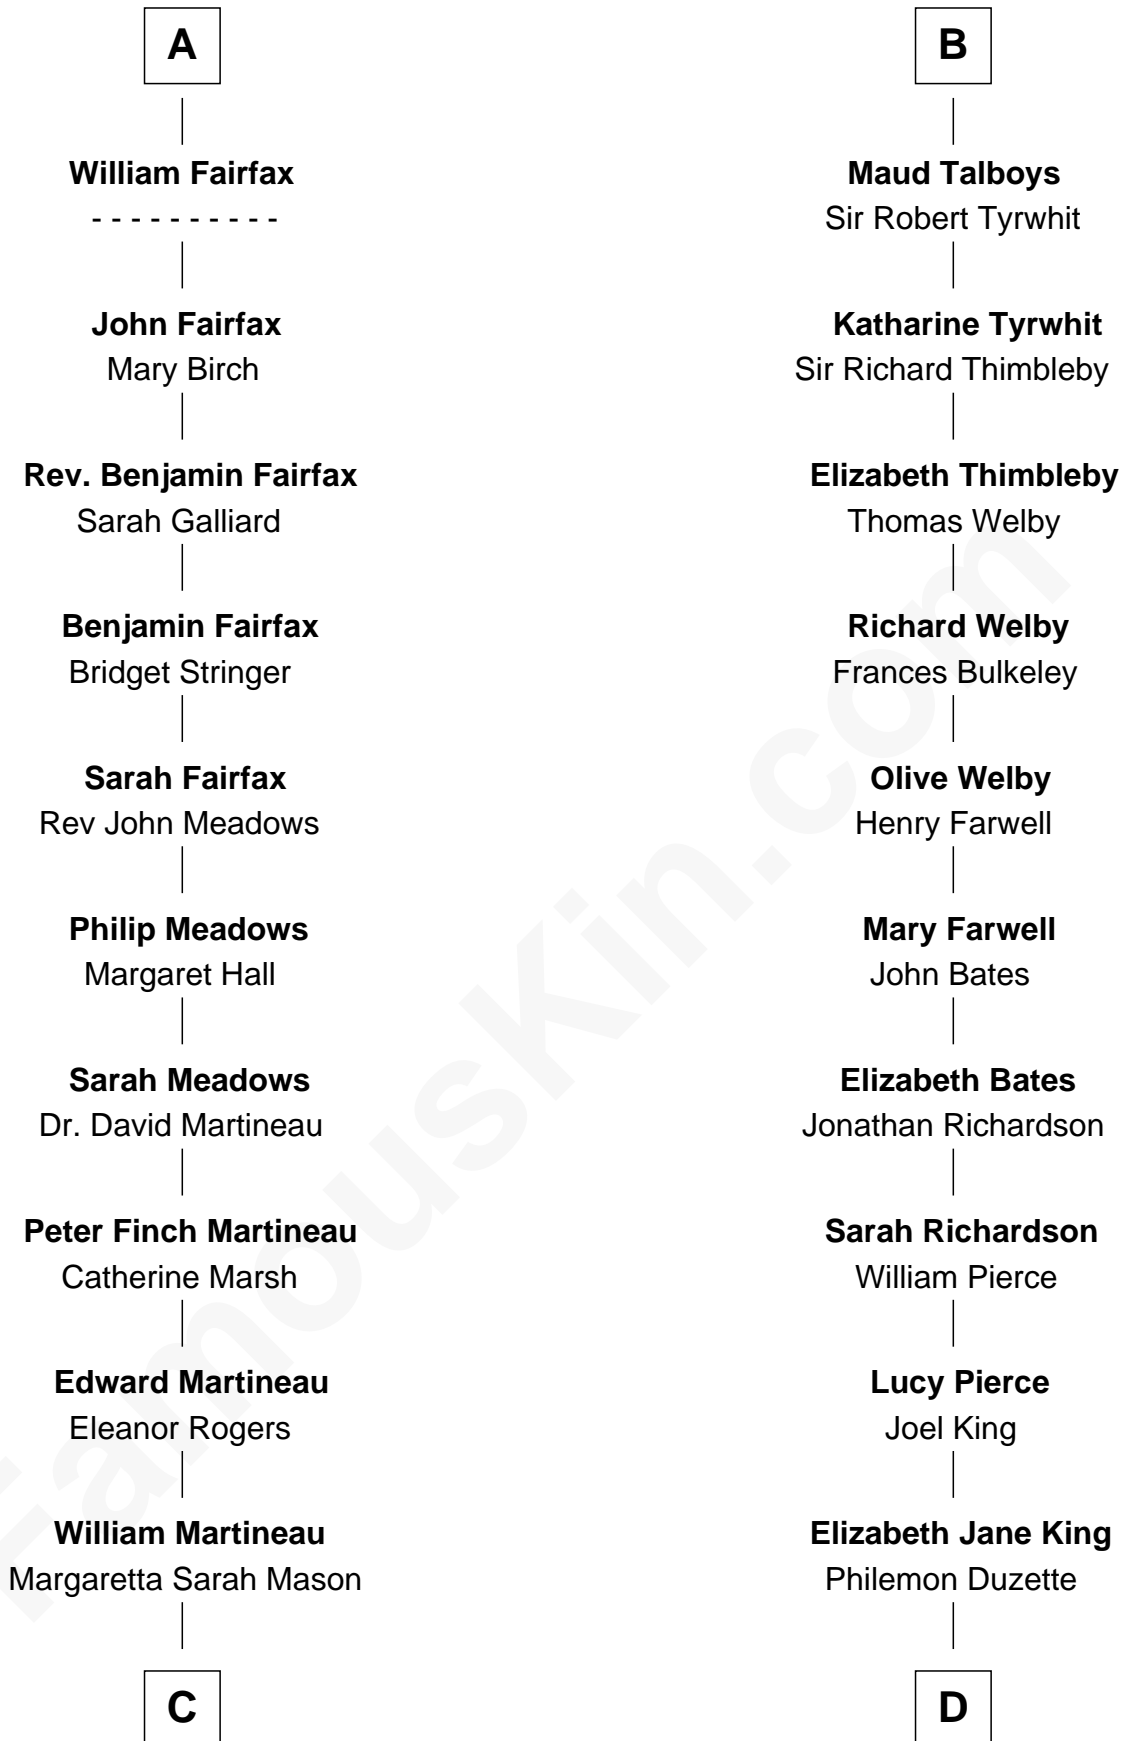 A
William Fairfax
- - - - - - - - - -
John Fairfax
Mary Birch
Rev. Benjamin Fairfax
Sarah Galliard
Benjamin Fairfax
Bridget Stringer
Sarah Fairfax
Rev John Meadows
Philip Meadows
Margaret Hall
Sarah Meadows
Dr. David Martineau
Peter Finch Martineau
Catherine Marsh
Edward Martineau
Eleanor Rogers
William Martineau
Margaretta Sarah Mason
C
B
Maud Talboys
Sir Robert Tyrwhit
Katharine Tyrwhit
Sir Richard Thimbleby
Elizabeth Thimbleby
Thomas Welby
Richard Welby
Frances Bulkeley
Olive Welby
Henry Farwell
Mary Farwell
John Bates
Elizabeth Bates
Jonathan Richardson
Sarah Richardson
William Pierce
Lucy Pierce
Joel King
Elizabeth Jane King
Philemon Duzette
D
FamousKin.com